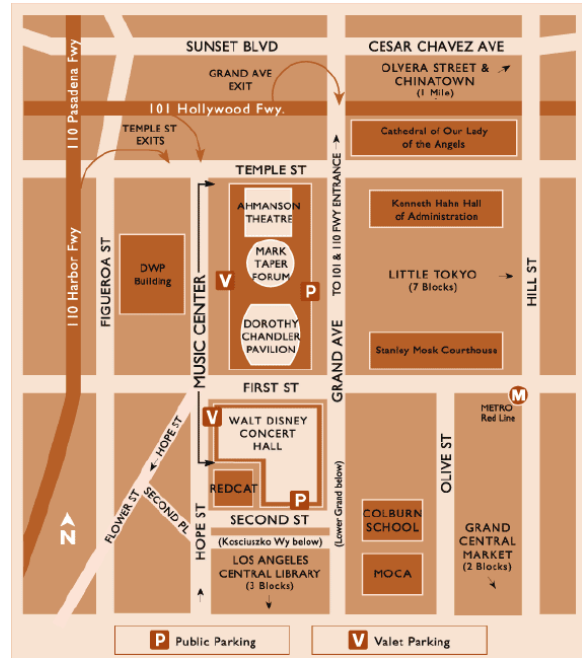 SUNSET BLVD
CESAR CHAVEZ AVE
110 Pasadena Fwy
GRAND AVE
EXIT
OLVERA STREET &
CHINATOWN
(1 Mile)
101 Hollywood Fwy.
TEMPLE ST
EXITS
Cathedral of Our Lady
of the Angels
TEMPLE ST
TO 101 & 110 FWY ENTRANCE
AHMANSON
THEATRE
Kenneth Hahn Hall
of Administration
110 Harbor Fwy
FIGUEROA ST
DWP
Building
MUSIC CENTER
MARK
TAPER
FORUM
V
P
LITTLE TOKYO
(7 Blocks)
HILL ST
DOROTHY
CHANDLER
PAVILION
GRAND AVE
Stanley Mosk Courthouse
FIRST ST
M
METRO
Red Line
HOPE ST
V
WALT DISNEY
CONCERT
HALL
OLIVE ST
REDCAT
P
FLOWER ST
SECOND PL
HOPE ST
SECOND ST
(Kosciuszko Wy below)
(Lower Grand below)
COLBURN
SCHOOL
GRAND
CENTRAL
MARKET
(2 Blocks)
N
LOS ANGELES
CENTRAL LIBRARY
(3 Blocks)
MOCA
P Public Parking
V Valet Parking